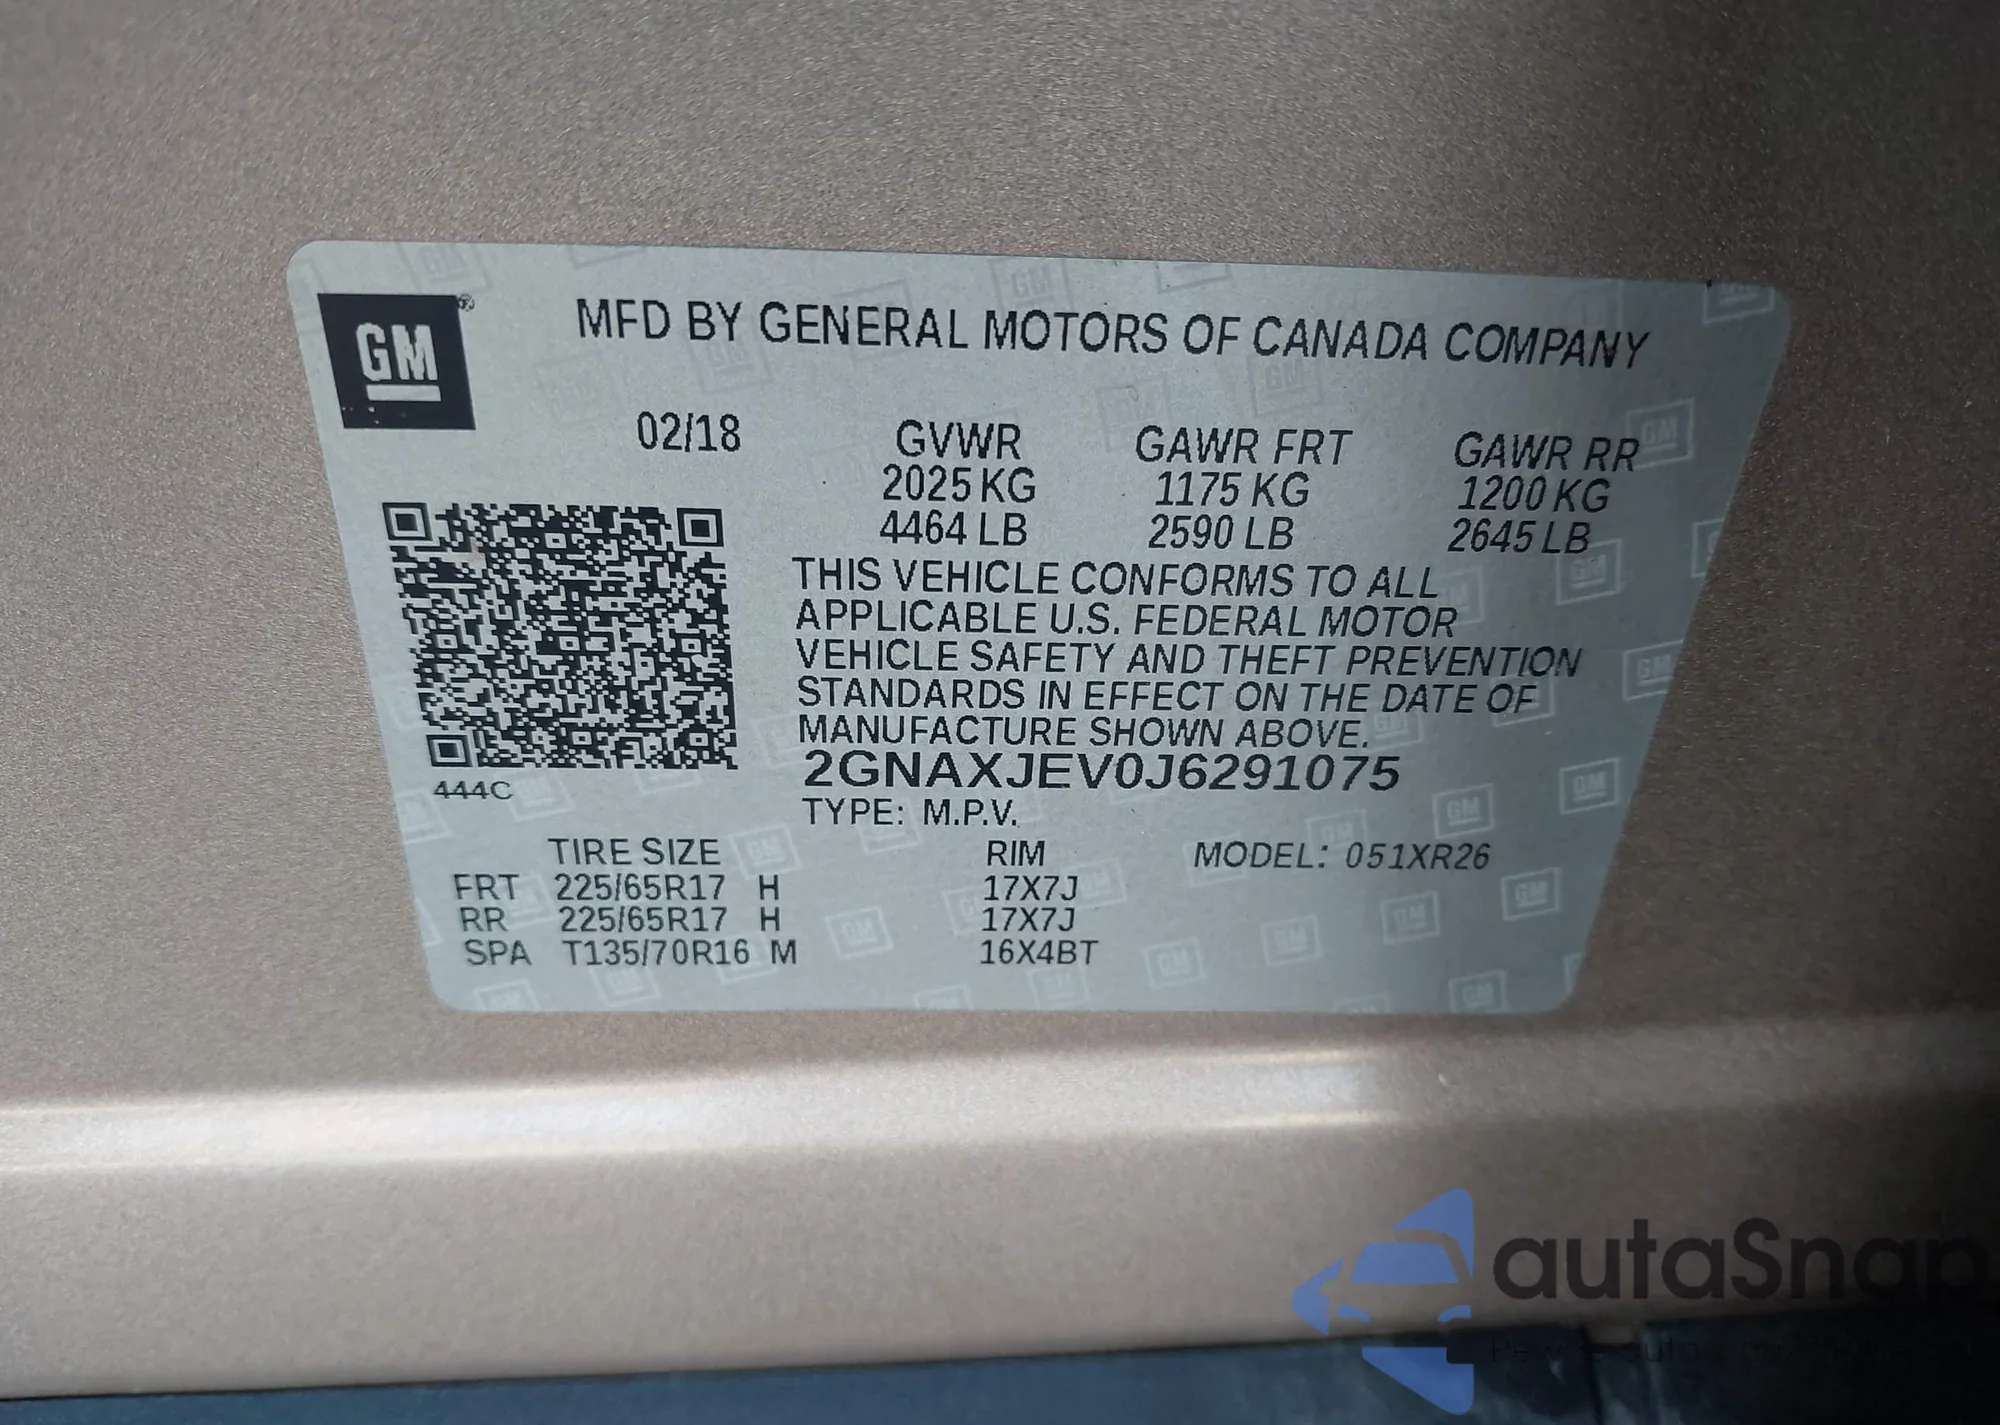 GM ®
MFD BY GENERAL MOTORS OF CANADA COMPANY
02/18 GVWR GAWR FRT GAWR RR
2025 KG 1175 KG 1200 KG
4464 LB 2590 LB 2645 LB
THIS VEHICLE CONFORMS TO ALL
APPLICABLE U.S. FEDERAL MOTOR
VEHICLE SAFETY AND THEFT PREVENTION
STANDARDS IN EFFECT ON THE DATE OF
MANUFACTURE SHOWN ABOVE.
2GNAXJEV0J6291075
444C
TYPE: M.P.V.
TIRE SIZE RIM MODEL: 051XR26
FRT 225/65R17 H 17X7J
RR 225/65R17 H 17X7J
SPA T135/70R16 M 16X4BT
autaSnap